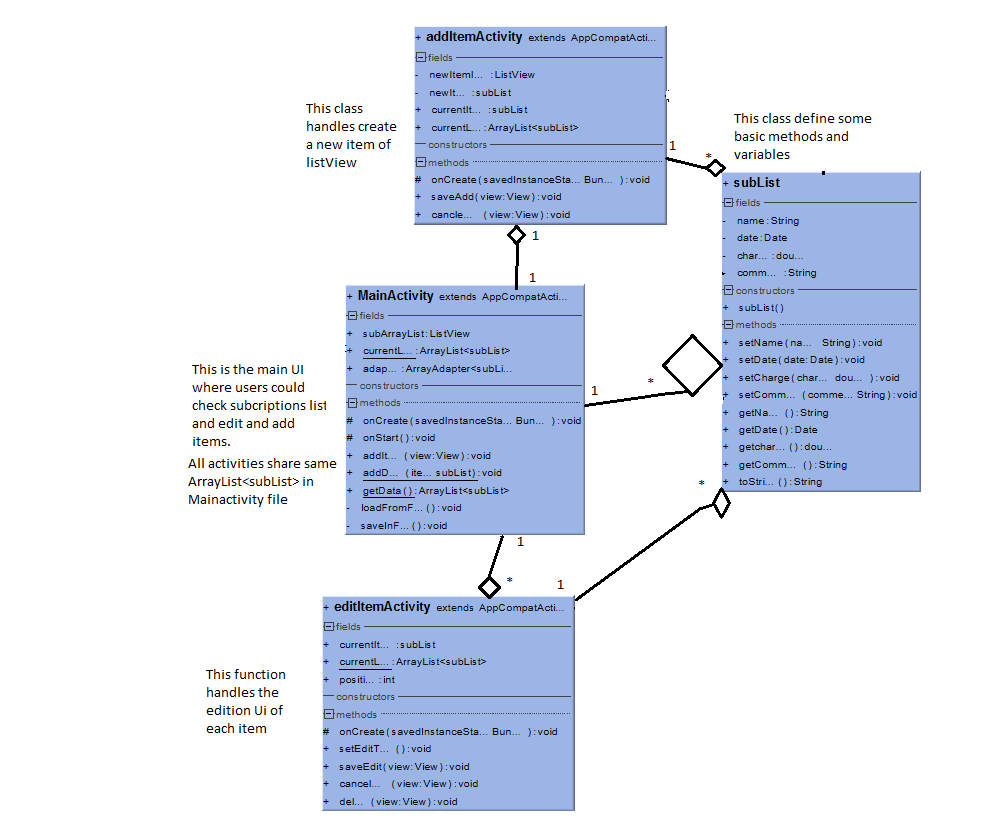 + addItemActivity extends AppCompatActi...
fields
- newItemI... :ListView
- newIt... :subList
+ currentIt... :subList
+ currentL... :ArrayList<subList>
constructors
methods
# onCreate(savedInstanceSta... Bun... ):void
+ saveAdd(view:View):void
+ cancle... (view:View):void
This class
handles create
a new item of
listView
This class define some
basic methods and
variables
1
*
+ subList
fields
- name:String
- date:Date
- char... :dou...
comm... :String
constructors
+ subList()
methods
+ setName(na... String):void
+ setDate(date:Date):void
+ setCharge(char... dou... ):void
+ setComm... (comme... String):void
+ getNa... ():String
+ getDate():Date
+ getchar... ():dou...
+ getComm... ():String
+ toStri... ():String
1
1
+ MainActivity extends AppCompatActi...
fields
+ subArrayList:ListView
+ currentL... :ArrayList<subList>
+ adap... :ArrayAdapter<subLi...
constructors
methods
# onCreate(savedInstanceSta... Bun... ):void
# onStart():void
+ addIt... (view:View):void
+ addD... (ite... subList):void
+ getData():ArrayList<subList>
- loadFromF... ():void
- saveInF... ():void
This is the main UI
where users could
check subcriptions list
and edit and add
items.
All activities share same
ArrayList<subList> in
Mainactivity file
1
*
*
1
*
1
+ editItemActivity extends AppCompatActi...
fields
+ currentIt... :subList
+ currentL... :ArrayList<subList>
+ positi... :int
constructors
methods
# onCreate(savedInstanceSta... Bun... ):void
+ setEditT... ():void
+ saveEdit(view:View):void
+ cancel... (view:View):void
+ del... (view:View):void
This function
handles the
edition Ui of
each item